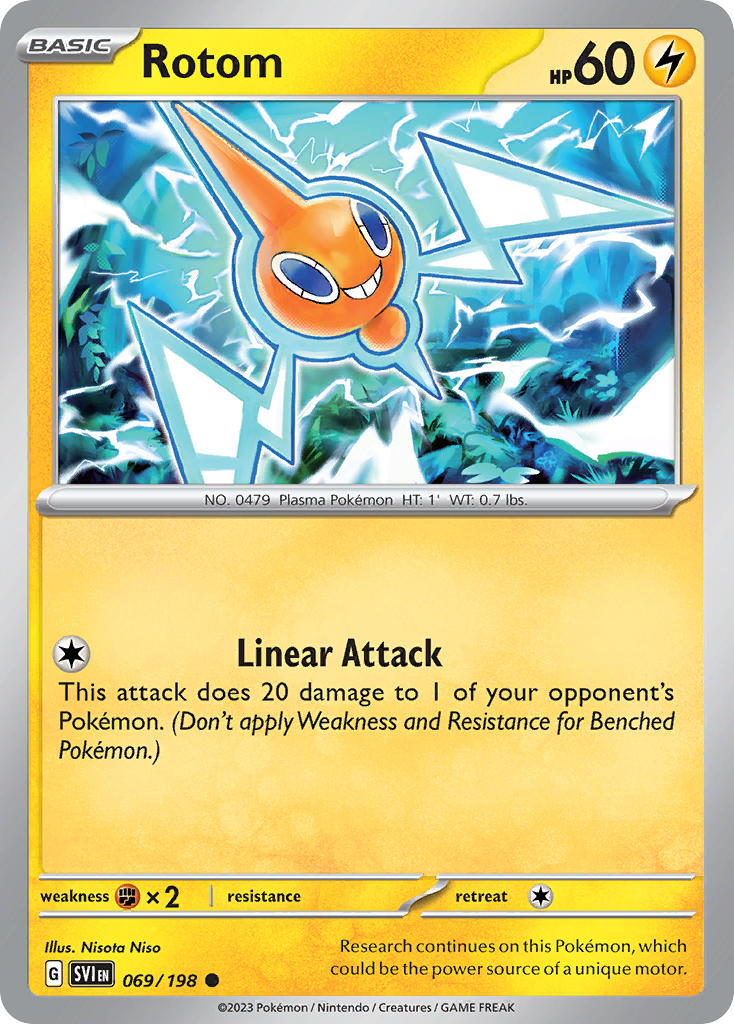 BASIC Rotom HP 60
NO. 0479 Plasma Pokémon HT: 1' WT: 0.7 lbs.
Linear Attack
This attack does 20 damage to 1 of your opponent's
Pokémon. (Don't apply Weakness and Resistance for Benched
Pokémon.)
weakness ×2 resistance retreat
Illus. Nisota Niso
Research continues on this Pokémon, which
could be the power source of a unique motor.
G SVI EN 069/198
©2023 Pokémon / Nintendo / Creatures / GAME FREAK